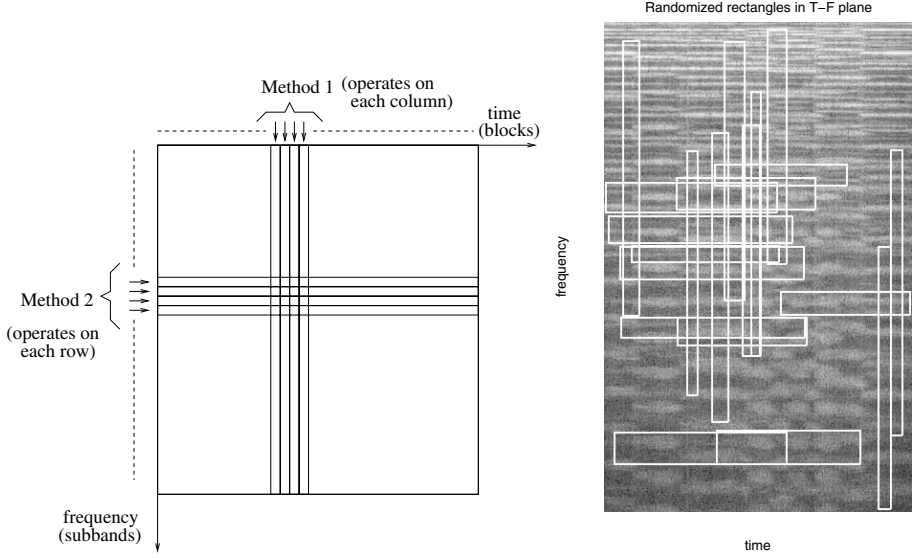 Randomized rectangles in T−F plane
Method 1 (operates on
each column)
time
(blocks)
Method 2
(operates on
each row)
frequency
(subbands)
frequency
time